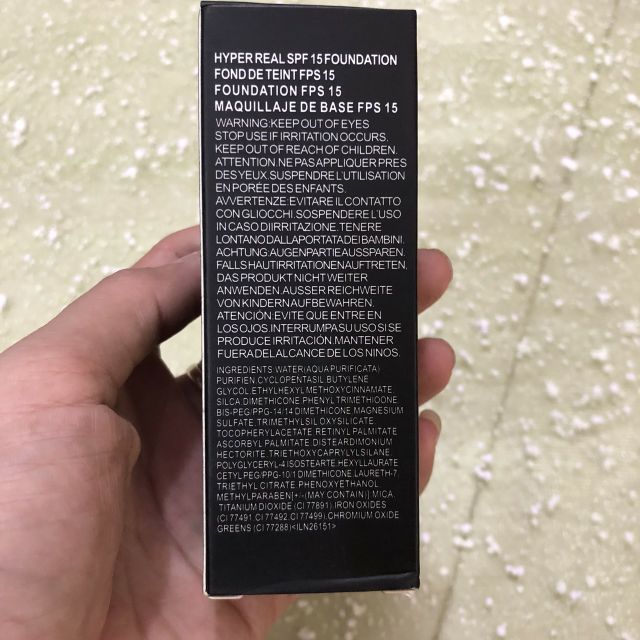 HYPER REAL SPF 15 FOUNDATION
FOND DE TEINT FPS 15
FOUNDATION FPS 15
MAQUILLAJE DE BASE FPS 15
WARNING:KEEP OUT OF EYES
STOP USE IF IRRITATION OCCURS.
KEEP OUT OF REACH OF CHILDREN.
ATTENTION.NE PAS APPLIQUER PRES
DES YEUX.SUSPENDRE L'UTILISATION
EN PORÉE DES ENFANTS.
AVVERTENZE:EVITARE IL CONTATTO
CON GLIOCCHI.SOSPENDERE L'USO
IN CASO DIIRRITAZIONE.TENERE
LONTANO DALLAPORTATADEI BAMBINI.
ACHTUNG:AUGENPARTIE AUSSPAREN.
FALLS HAUTIRRITATIONEN AUFTRETEN.
DAS PRODUKT NICHT WEITER
ANWENDEN.AUSSER REICHWEITE
VON KINDERN AUFBEWAHREN.
ATENCIÓN:EVITE QUE ENTRE EN
LOS OJOS.INTERRUMPA SU USO SI SE
PRODUCE IRRITACIÓN.MANTENER
FUERA DEL ALCANCE DE LOS NINOS.
INGREDIENTS.WATER(AQUA PURIFICATA)
PURIFIEN.CYCLOPENTASIL BUTYLENE
GLYCOL.ETHYLHEXYL METHOXYCINNAMATE
SILCA.DIMETHICONE.PHENYL TRIMETHIOONE
BIS-PEG/PPG-14.14 DIMETHICONE.MAGNESIUM
SULFATE.TRIMETHYLSILOXYSILICATE.
TOCOPHERYLACETATE RETINYL PALMITATE
ASCORBYL PALMITATE DISTEARDIMONIUM
HECTORITE TRIETHOXYCAPRYLYLSILANE.
POLYGLYCERYL-4 ISOSTEARTE.HEXYLLAURATE
CETYL PEG/PPG-10/1 DIMETHICONE.LAURETH-7.
TRIETHYL CITRATE PHENOXYETHANOL
METHYLPARABEN[+/-(MAY CONTAIN)] MICA.
TITANIUM DIOXIDE (CI 77891) IRON OXIDES
(CI 77491.CI 77492.CI 77499).CHROMIUM OXIDE
GREENS (CI 77288)<ILN26151>